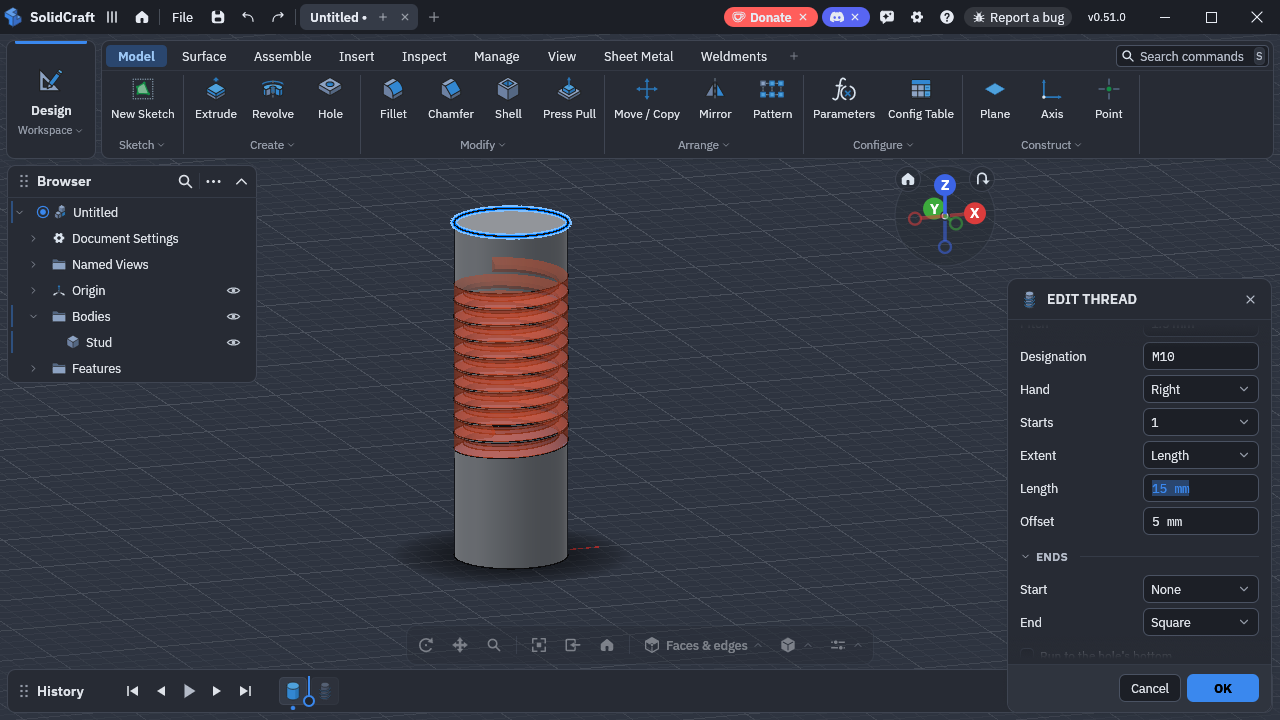 SolidCraft
File
Untitled •
Donate
Report a bug
v0.51.0
Design
Workspace
Model
Surface
Assemble
Insert
Inspect
Manage
View
Sheet Metal
Weldments
Search commands
S
New Sketch
Extrude
Revolve
Hole
Fillet
Chamfer
Shell
Press Pull
Move / Copy
Mirror
Pattern
Parameters
Config Table
Plane
Axis
Point
Sketch
Create
Modify
Arrange
Configure
Construct
Browser
Untitled
Document Settings
Named Views
Origin
Bodies
Stud
Features
Z
Y
X
EDIT THREAD
Designation
M10
Hand
Right
Starts
1
Extent
Length
Length
15 mm
Offset
5 mm
ENDS
Start
None
End
Square
Cancel
OK
Faces & edges
History